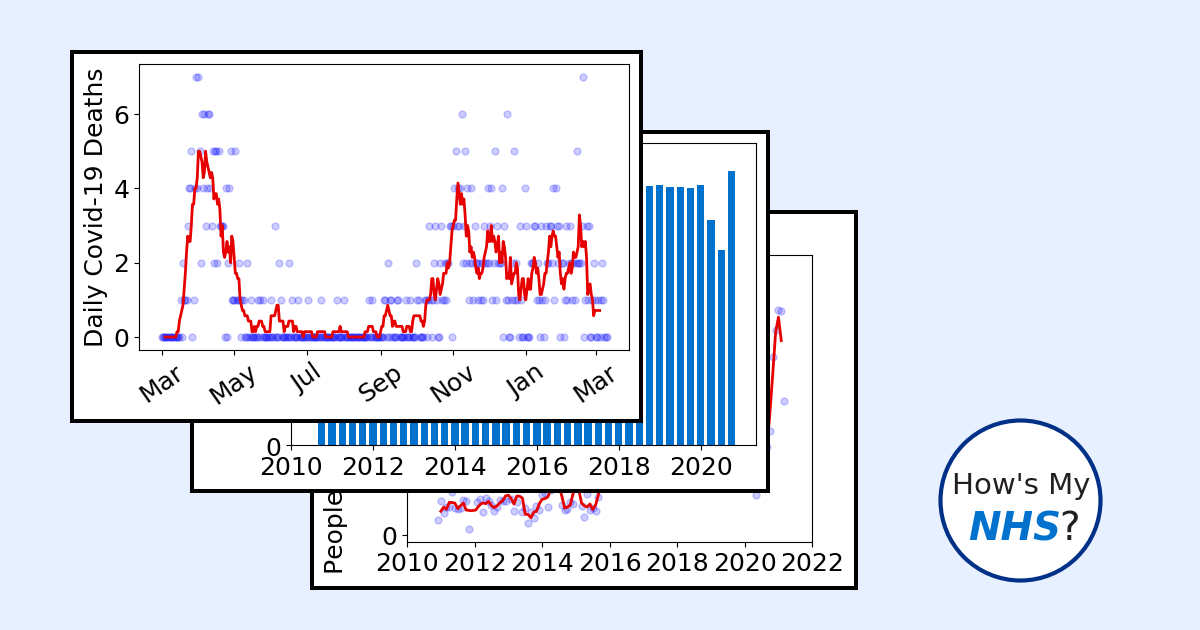 Daily Covid-19 Deaths
6
4
2
0
Mar May Jul Sep Nov Jan Mar
0
2010 2012 2014 2016 2018 2020
People
0
2010 2012 2014 2016 2018 2020 2022
How's My
NHS?